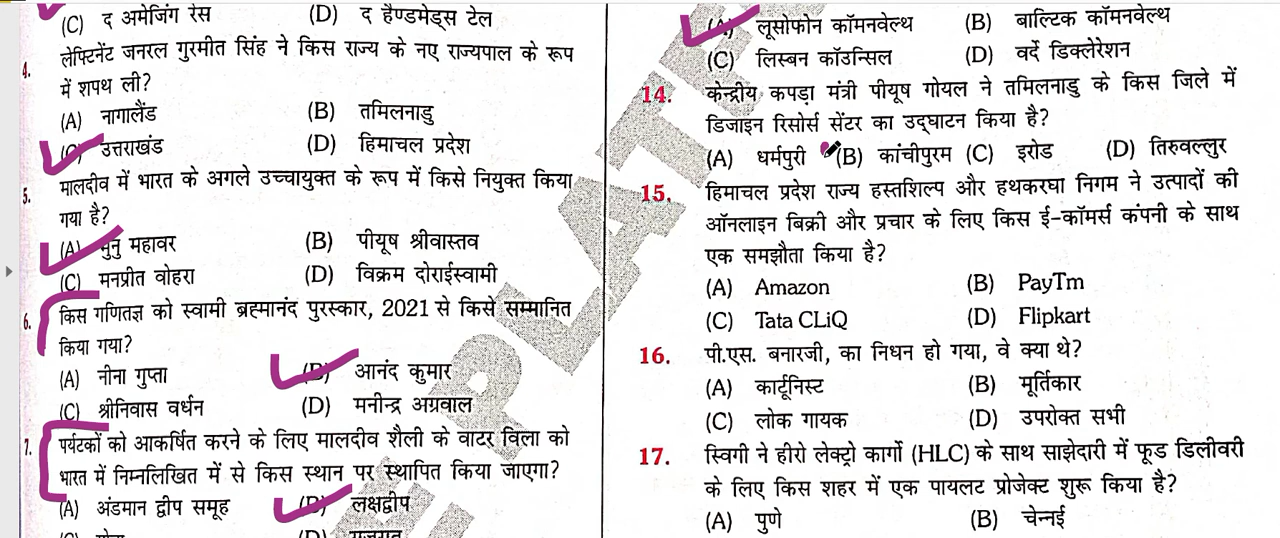 (C) द अमेजिंग रेस (D) द हैण्डमेड्स टेल
4. लेफ्टिनेंट जनरल गुरमीत सिंह ने किस राज्य के नए राज्यपाल के रूप
में शपथ ली?
(A) नागालैंड (B) तमिलनाडु
(C) उत्तराखंड (D) हिमाचल प्रदेश
5. मालदीव में भारत के अगले उच्चायुक्त के रूप में किसे नियुक्त किया
गया है?
(A) मुनु महावर (B) पीयूष श्रीवास्तव
(C) मनप्रीत वोहरा (D) विक्रम दोराईस्वामी
6. किस गणितज्ञ को स्वामी ब्रह्मानंद पुरस्कार, 2021 से किसे सम्मानित
किया गया?
(A) नीना गुप्ता (B) आनंद कुमार
(C) श्रीनिवास वर्धन (D) मनीन्द्र अग्रवाल
7. पर्यटकों को आकर्षित करने के लिए मालदीव शैली के वाटर विला को
भारत में निम्नलिखित में से किस स्थान पर स्थापित किया जाएगा?
(A) अंडमान द्वीप समूह (B) लक्षद्वीप
(A) लूसोफोन कॉमनवेल्थ (B) बाल्टिक कॉमनवेल्थ
(C) लिस्बन कॉउन्सिल (D) वर्दे डिक्लेरेशन
14. केन्द्रीय कपड़ा मंत्री पीयूष गोयल ने तमिलनाडु के किस जिले में
डिजाइन रिसोर्स सेंटर का उद्घाटन किया है?
(A) धर्मपुरी (B) कांचीपुरम (C) इरोड (D) तिरुवल्लुर
15. हिमाचल प्रदेश राज्य हस्तशिल्प और हथकरघा निगम ने उत्पादों की
ऑनलाइन बिक्री और प्रचार के लिए किस ई-कॉमर्स कंपनी के साथ
एक समझौता किया है?
(A) Amazon (B) PayTm
(C) Tata CLiQ (D) Flipkart
16. पी.एस. बनारजी, का निधन हो गया, वे क्या थे?
(A) कार्टूनिस्ट (B) मूर्तिकार
(C) लोक गायक (D) उपरोक्त सभी
17. स्विगी ने हीरो लेक्ट्रो कार्गो (HLC) के साथ साझेदारी में फूड डिलीवरी
के लिए किस शहर में एक पायलट प्रोजेक्ट शुरू किया है?
(A) पुणे (B) चेन्नई